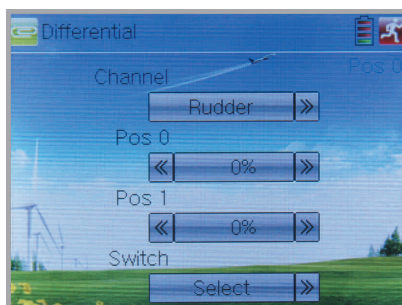 Differential
Pos 0
Channel
Rudder
Pos 0
0%
Pos 1
0%
Switch
Select